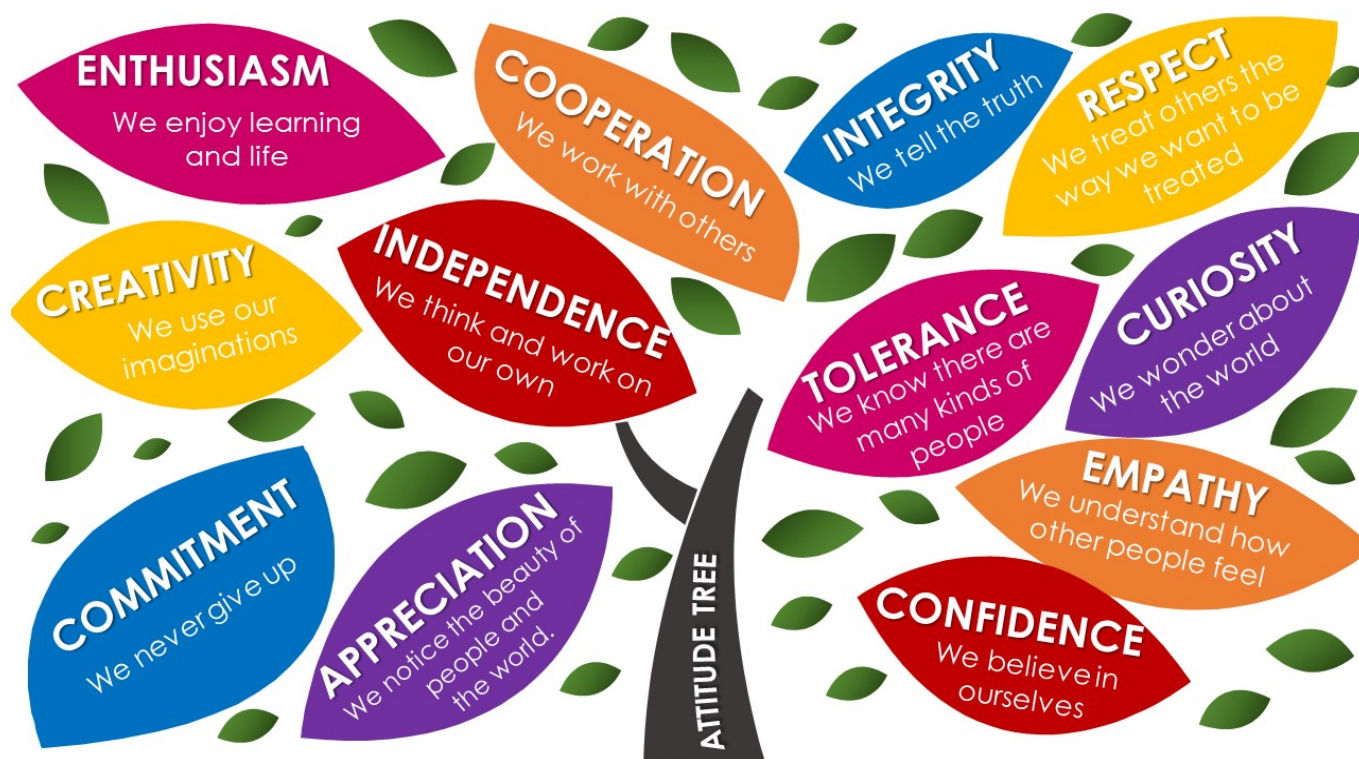 ENTHUSIASM
We enjoy learning
and life
COOPERATION
We work with others
INTEGRITY
We tell the truth
RESPECT
We treat others the
way we want to be
treated
CREATIVITY
We use our
imaginations
INDEPENDENCE
We think and work on
our own
TOLERANCE
We know there are
many kinds of
people
CURIOSITY
We wonder about
the world
COMMITMENT
We never give up
APPRECIATION
We notice the beauty of
people and
the world.
ATTITUDE TREE
EMPATHY
We understand how
other people feel
CONFIDENCE
We believe in
ourselves